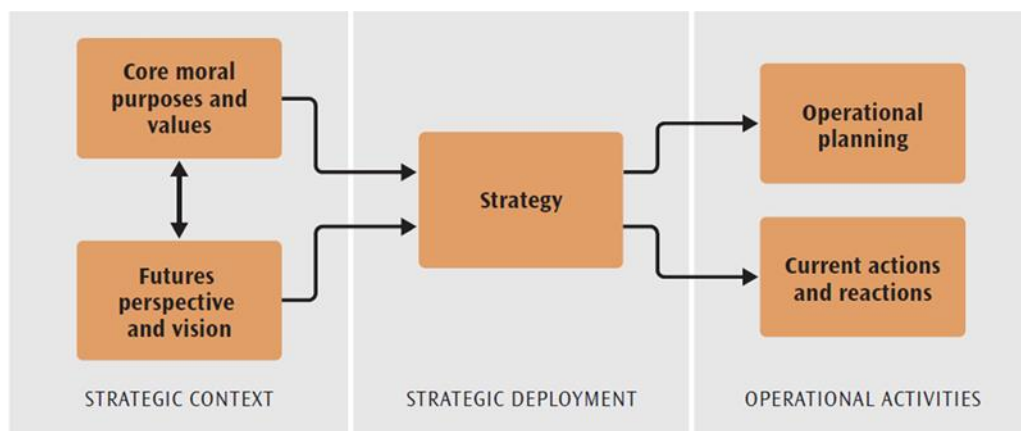 Core moral
purposes and
values
Futures
perspective
and vision
STRATEGIC CONTEXT
Strategy
STRATEGIC DEPLOYMENT
Operational
planning
Current actions
and reactions
OPERATIONAL ACTIVITIES